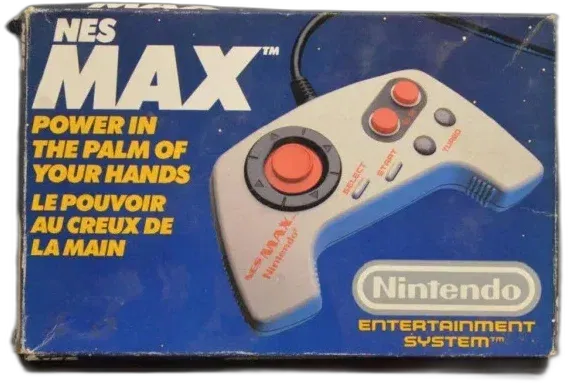 NES
MAX™
POWER IN
THE PALM OF
YOUR HANDS
LE POUVOIR
AU CREUX DE
LA MAIN
SELECT
START
TURBO
NES MAX
Nintendo®
Nintendo
ENTERTAINMENT
SYSTEM™